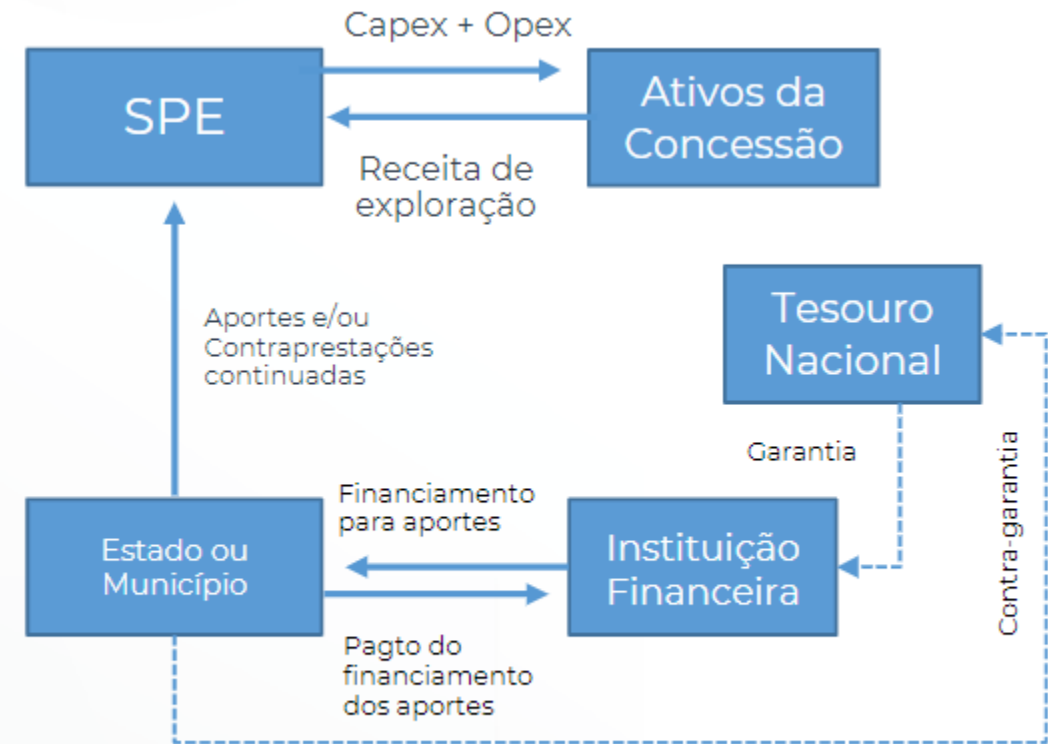 Capex + Opex
SPE
Ativos da
Concessão
Receita de
exploração
Tesouro
Nacional
Aportes e/ou
Contraprestações
continuadas
Garantia
Contra-garantia
Financiamento
para aportes
Estado ou
Município
Instituição
Financeira
Pagto do
financiamento
dos aportes